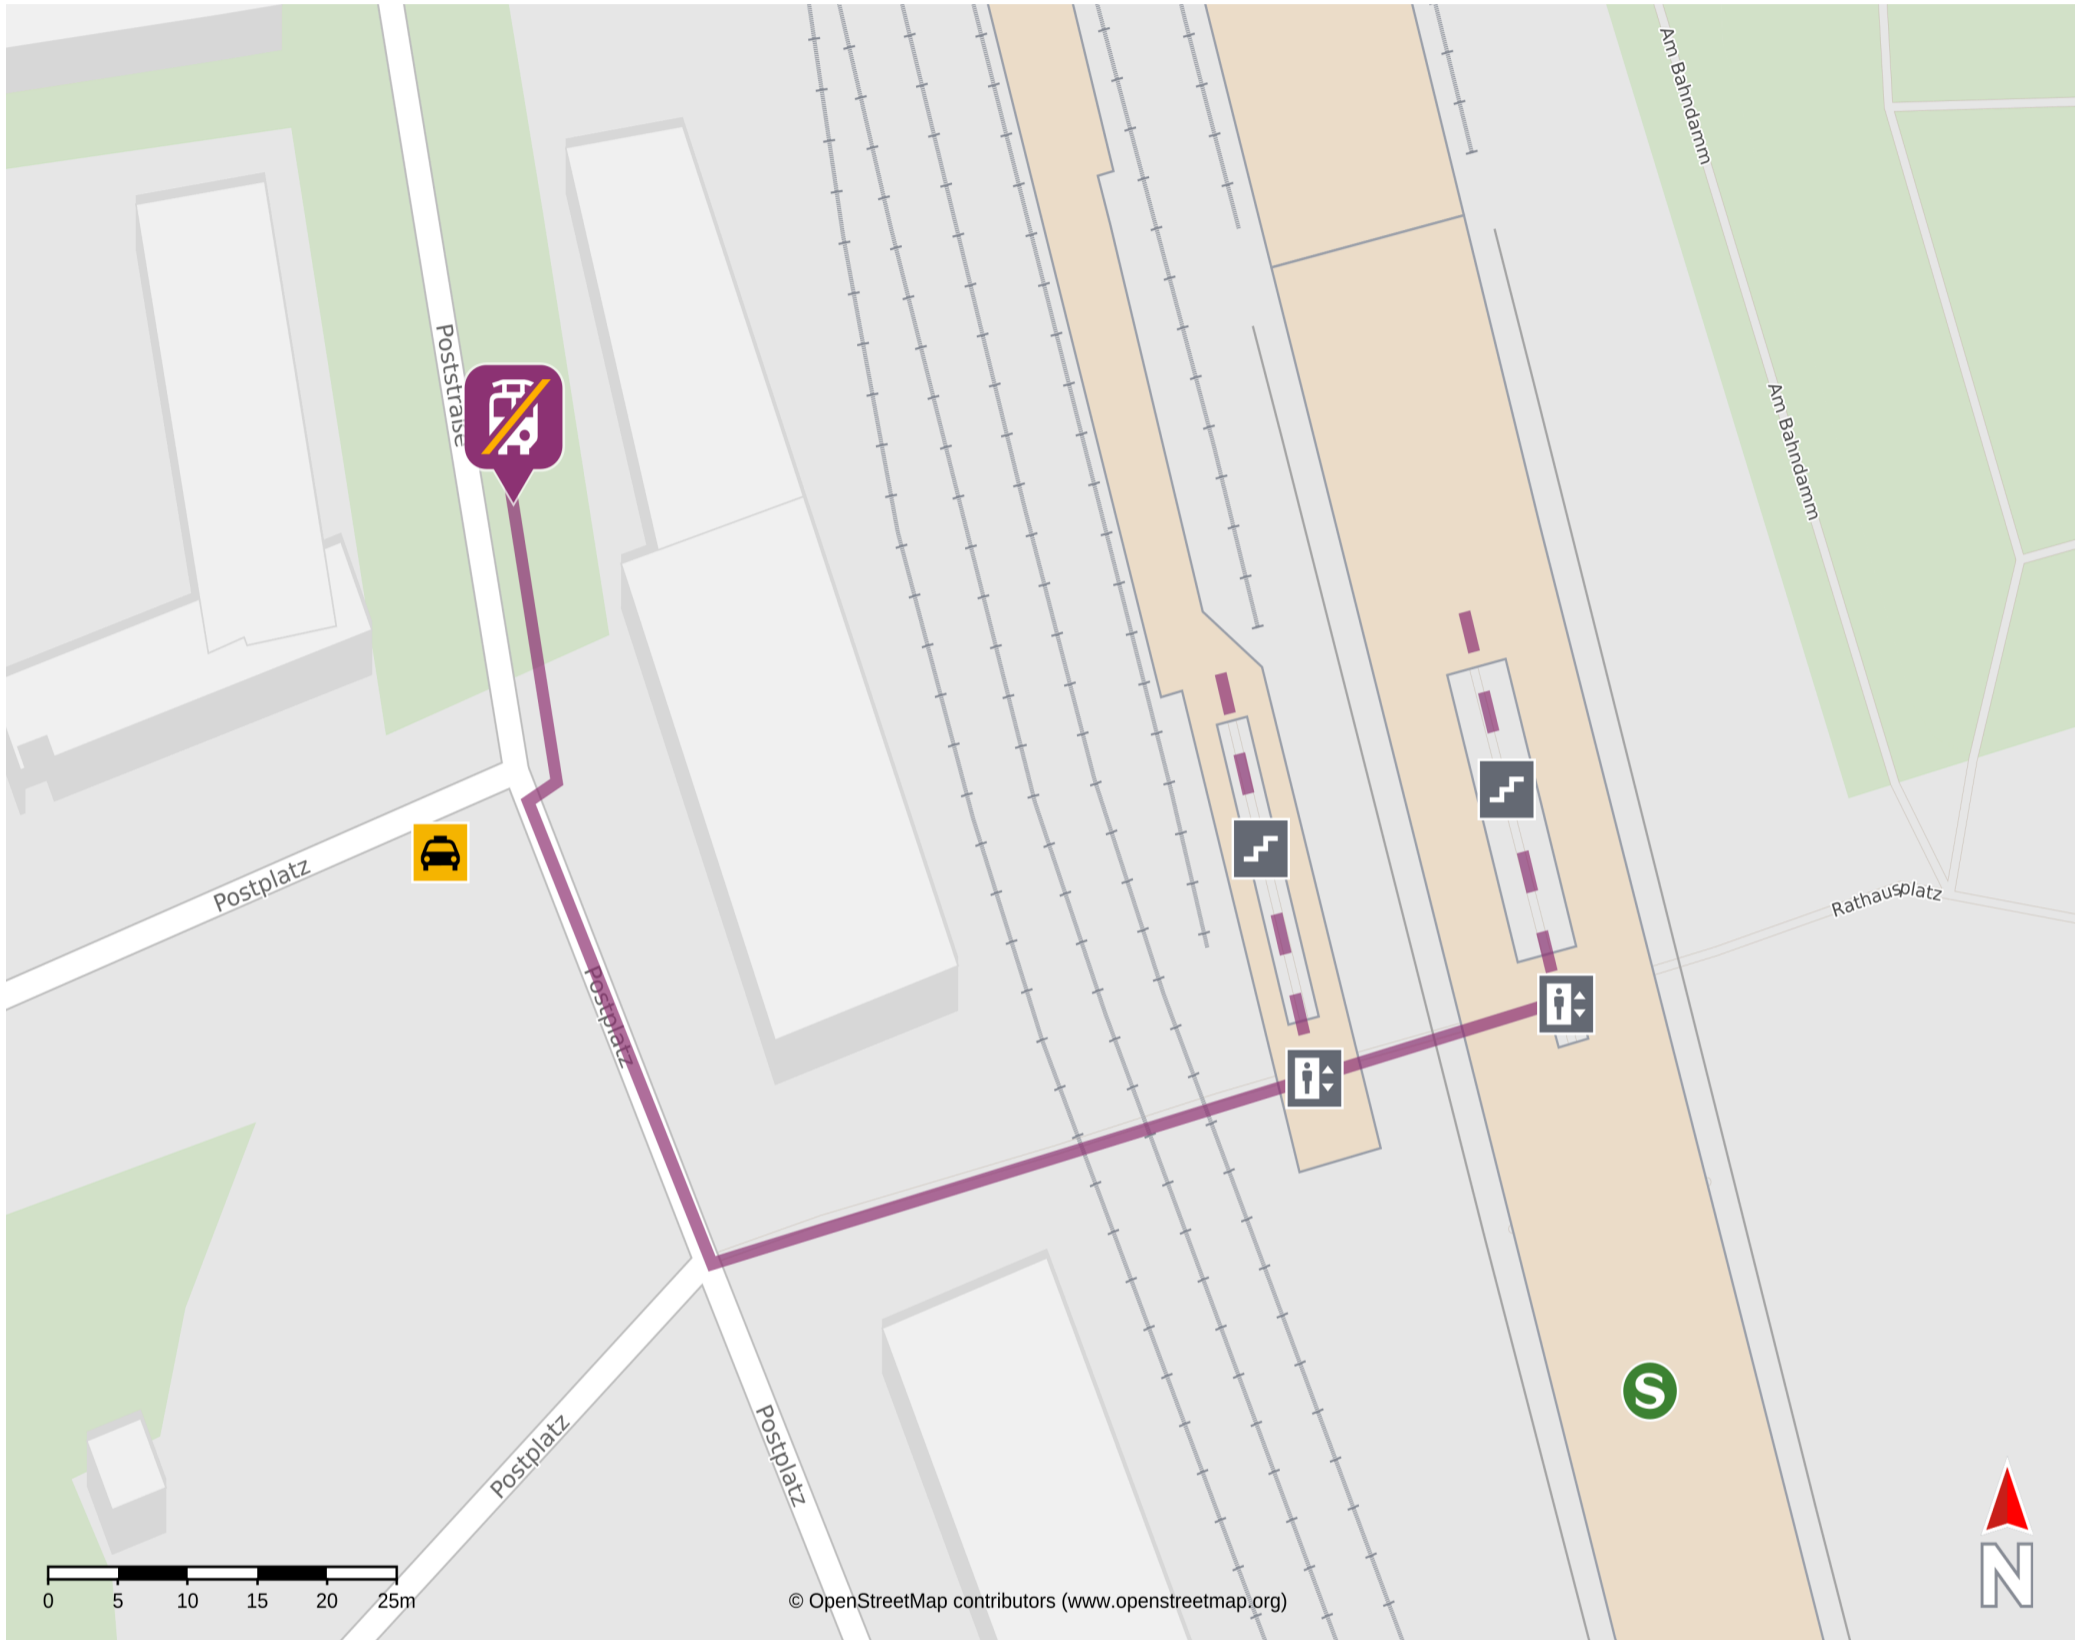 Am Bahndamm
Poststraße
Am Bahndamm
Postplatz
Rathausplatz
Postplatz
Postplatz
Postplatz
S
N
0 5 10 15 20 25m
© OpenStreetMap contributors (www.openstreetmap.org)